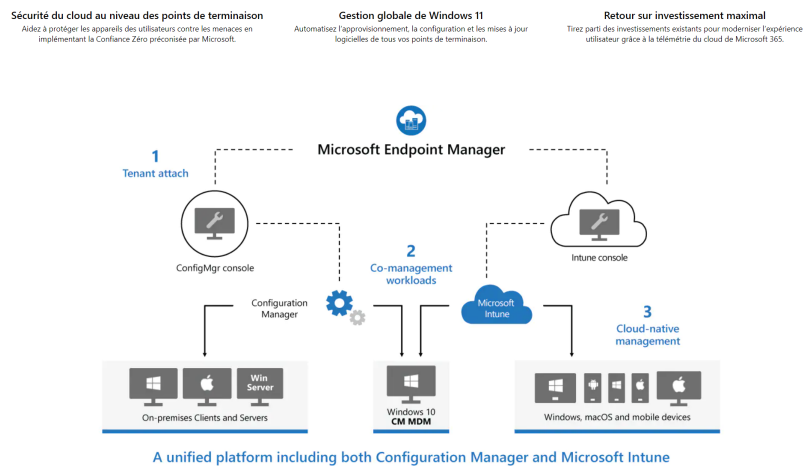 Sécurité du cloud au niveau des points de terminaison
Aidez à protéger les appareils des utilisateurs contre les menaces en
implémentant la Confiance Zéro préconisée par Microsoft.
Gestion globale de Windows 11
Automatisez l'approvisionnement, la configuration et les mises à jour
logicielles de tous vos points de terminaison.
Retour sur investissement maximal
Tirez parti des investissements existants pour moderniser l'expérience
utilisateur grâce à la télémétrie du cloud de Microsoft 365.
Microsoft Endpoint Manager
1
Tenant attach
ConfigMgr console
Intune console
2
Co-management
workloads
Configuration
Manager
Microsoft
Intune
3
Cloud-native
management
Win
Server
On-premises Clients and Servers
Windows 10
CM MDM
Windows, macOS and mobile devices
A unified platform including both Configuration Manager and Microsoft Intune